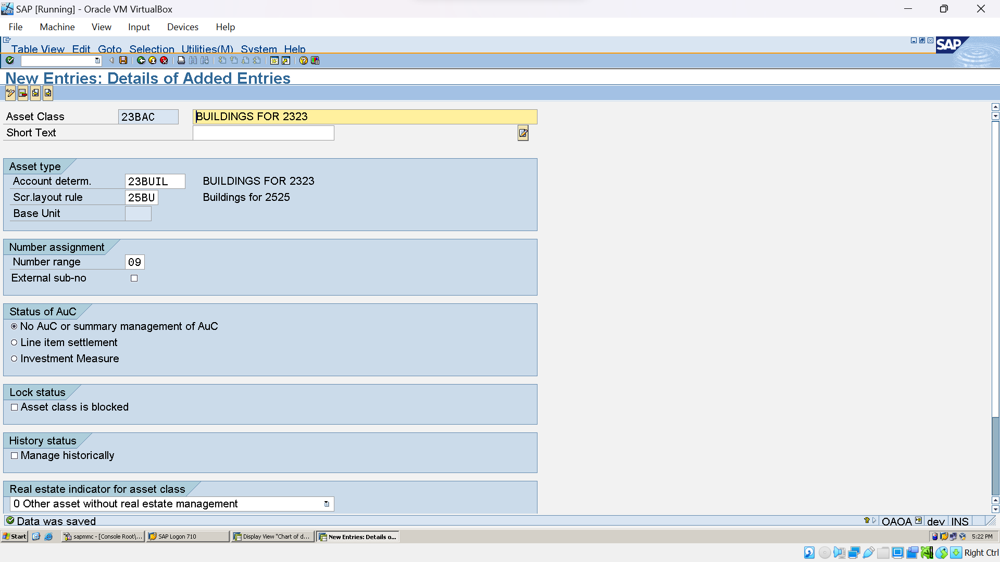 SAP [Running] - Oracle VM VirtualBox
File Machine View Input Devices Help
Table View Edit Goto Selection Utilities(M) System Help
SAP
New Entries: Details of Added Entries
Asset Class 23BAC BUILDINGS FOR 2323
Short Text
Asset type
Account determ. 23BUIL BUILDINGS FOR 2323
Scr.layout rule 25BU Buildings for 2525
Base Unit
Number assignment
Number range 09
External sub-no
Status of AuC
No AuC or summary management of AuC
Line item settlement
Investment Measure
Lock status
Asset class is blocked
History status
Manage historically
Real estate indicator for asset class
0 Other asset without real estate management
Data was saved OAOA dev INS
Start sapmmc - [Console Root\... SAP Logon 710 Display View "Chart of d... New Entries: Details o... 5:22 PM
Right Ctrl